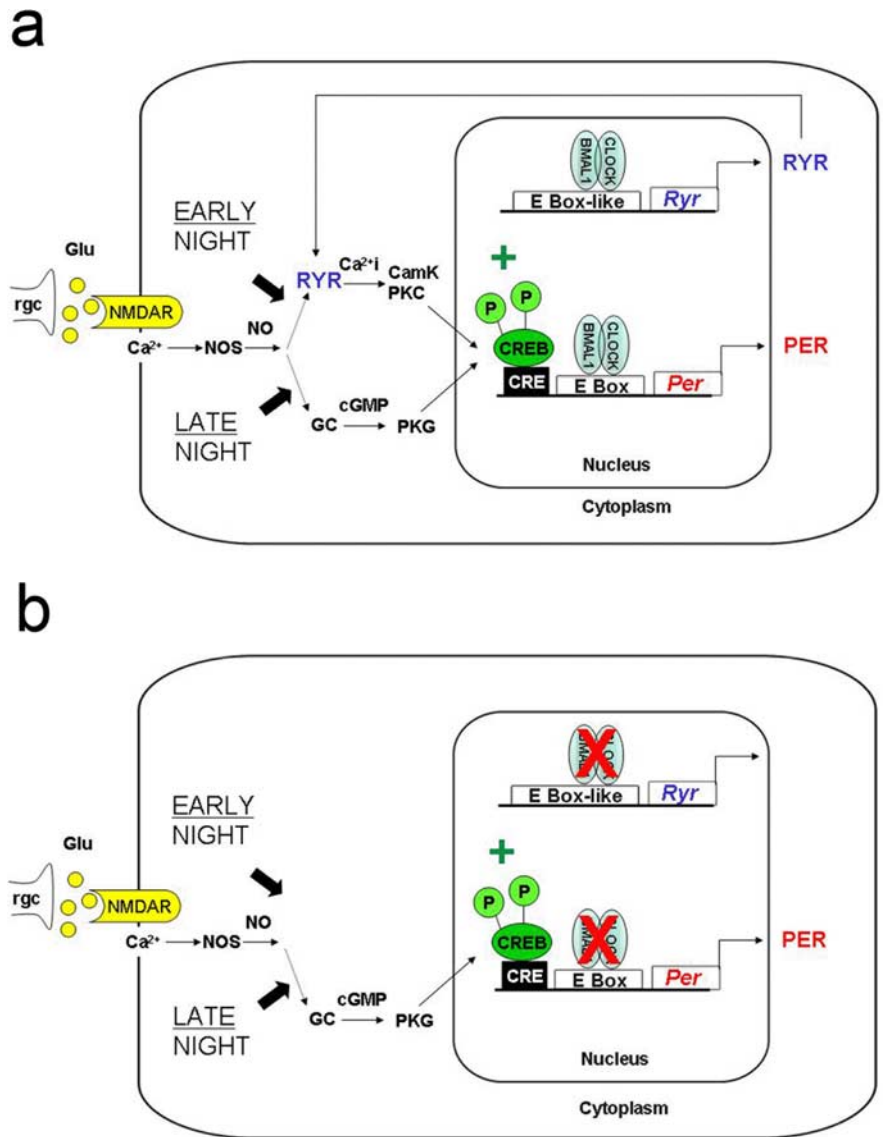 a
BMAL1 CLOCK
E Box-like Ryr
RYR
EARLY
NIGHT
Glu
rgc
NMDAR
RYR Ca²⁺i CamK
PKC
+
P P
CREB
BMAL1 CLOCK
CRE E Box Per
PER
Ca²⁺ NOS NO
LATE
NIGHT
GC cGMP PKG
Nucleus
Cytoplasm
b
E Box-like Ryr
EARLY
NIGHT
Glu
rgc
NMDAR
+
P P
CREB
CRE E Box Per
PER
Ca²⁺ NOS NO
LATE
NIGHT
GC cGMP PKG
Nucleus
Cytoplasm